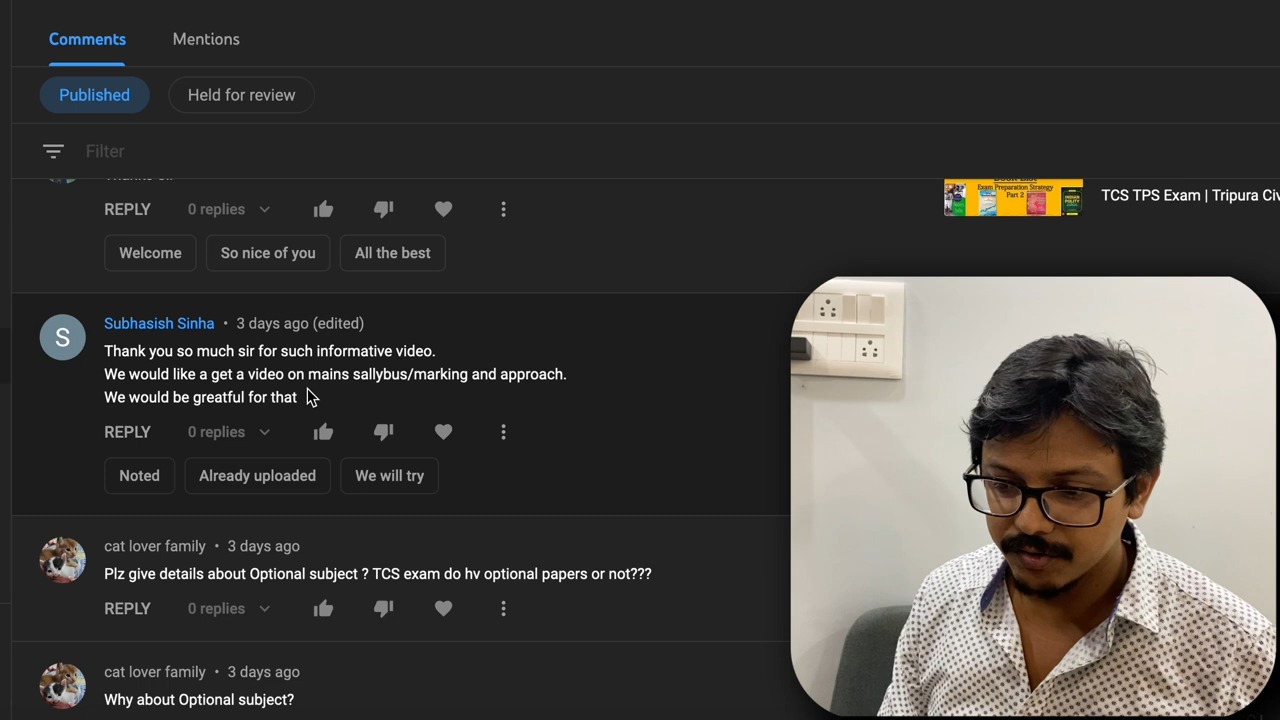 Comments
Mentions
Published
Held for review
Filter
REPLY 0 replies
Welcome
So nice of you
All the best
Exam Preparation Strategy
Part 2
TCS TPS Exam | Tripura Civ
S
Subhasish Sinha • 3 days ago (edited)
Thank you so much sir for such informative video.
We would like a get a video on mains sallybus/marking and approach.
We would be greatful for that
REPLY 0 replies
Noted
Already uploaded
We will try
cat lover family • 3 days ago
Plz give details about Optional subject ? TCS exam do hv optional papers or not???
REPLY 0 replies
cat lover family • 3 days ago
Why about Optional subject?